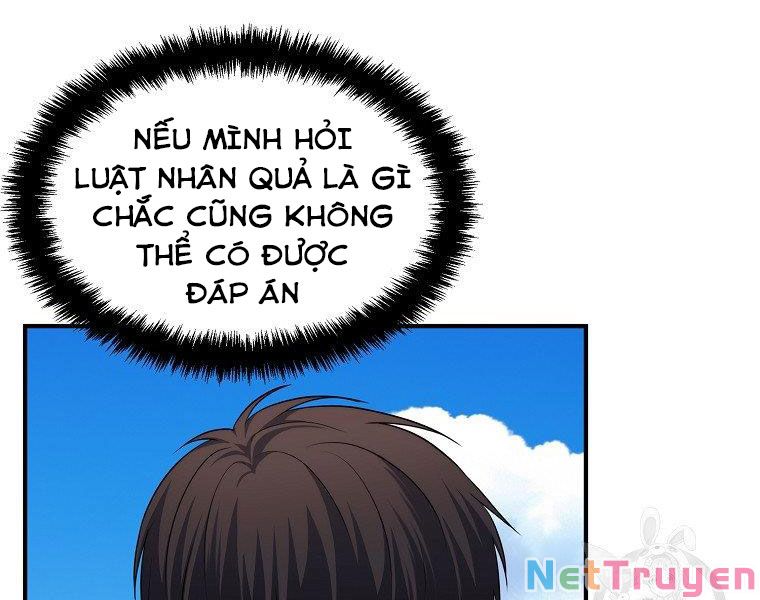 NẾU MÌNH HỎI
LUẬT NHÂN QUẢ LÀ GÌ
CHẮC CŨNG KHÔNG
THỂ CÓ ĐƯỢC
ĐÁP ÁN
NetTruyen